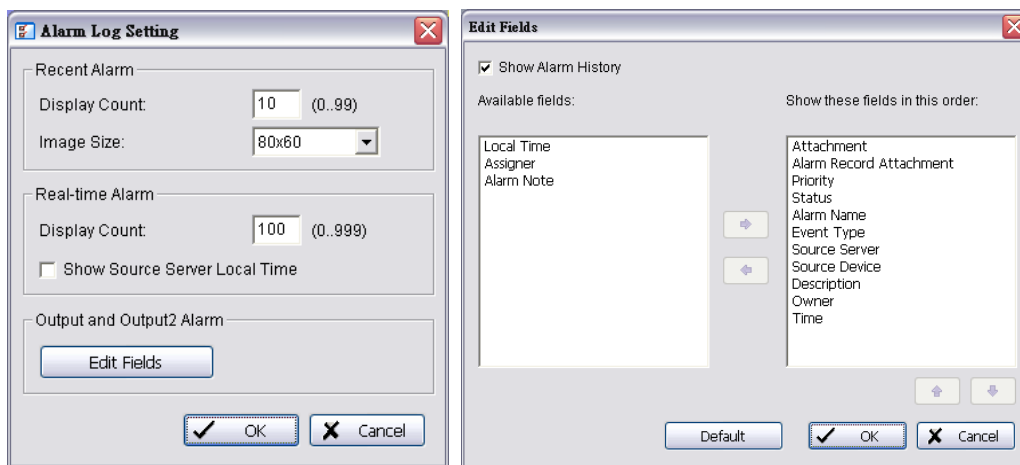 Alarm Log Setting
Recent Alarm
Display Count: 10 (0..99)
Image Size: 80x60
Real-time Alarm
Display Count: 100 (0..999)
Show Source Server Local Time
Output and Output2 Alarm
Edit Fields
OK Cancel
Edit Fields
Show Alarm History
Available fields:
Local Time
Assigner
Alarm Note
Show these fields in this order:
Attachment
Alarm Record Attachment
Priority
Status
Alarm Name
Event Type
Source Server
Source Device
Description
Owner
Time
Default OK Cancel